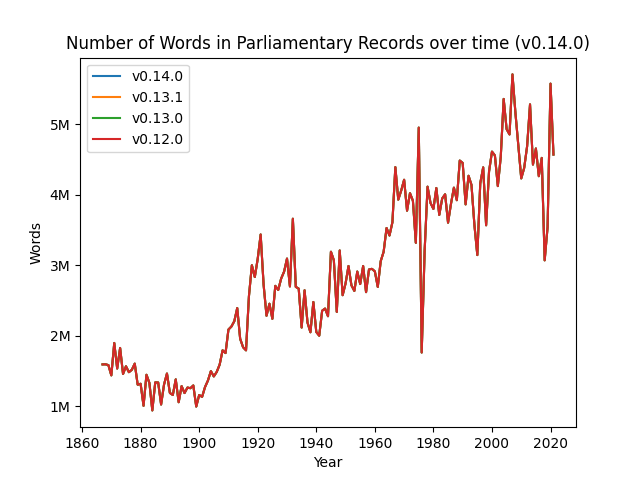 Number of Words in Parliamentary Records over time (v0.14.0)
v0.14.0
v0.13.1
v0.13.0
v0.12.0
5M
4M
3M
2M
1M
Words
1860 1880 1900 1920 1940 1960 1980 2000 2020
Year